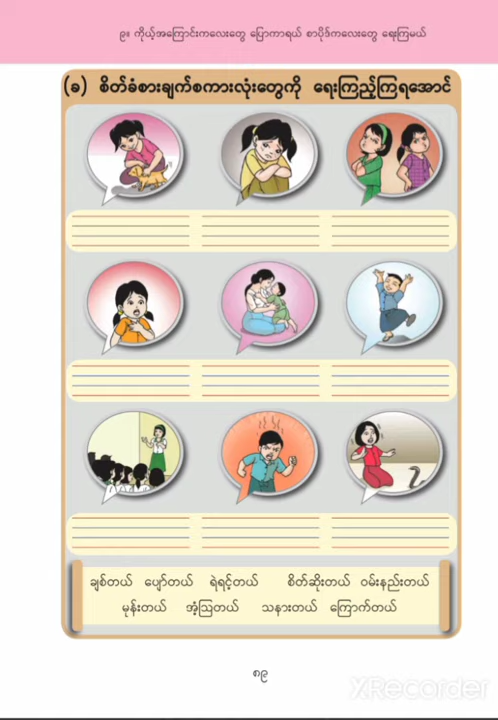 ၉။ ကိုယ့်အကြောင်းကလေးတွေ ပြောကာရယ် စာပိုဒ်ကလေးတွေ ရေးကြမယ်
(ခ) စိတ်ခံစားချက်စကားလုံးတွေကို ရေးကြည့်ကြရအောင်
ချစ်တယ် ပျော်တယ် ရဲရင့်တယ် စိတ်ဆိုးတယ် ဝမ်းနည်းတယ်
မုန်းတယ် အံ့ဩတယ် သနားတယ် ကြောက်တယ်
၈၉
XRecorder